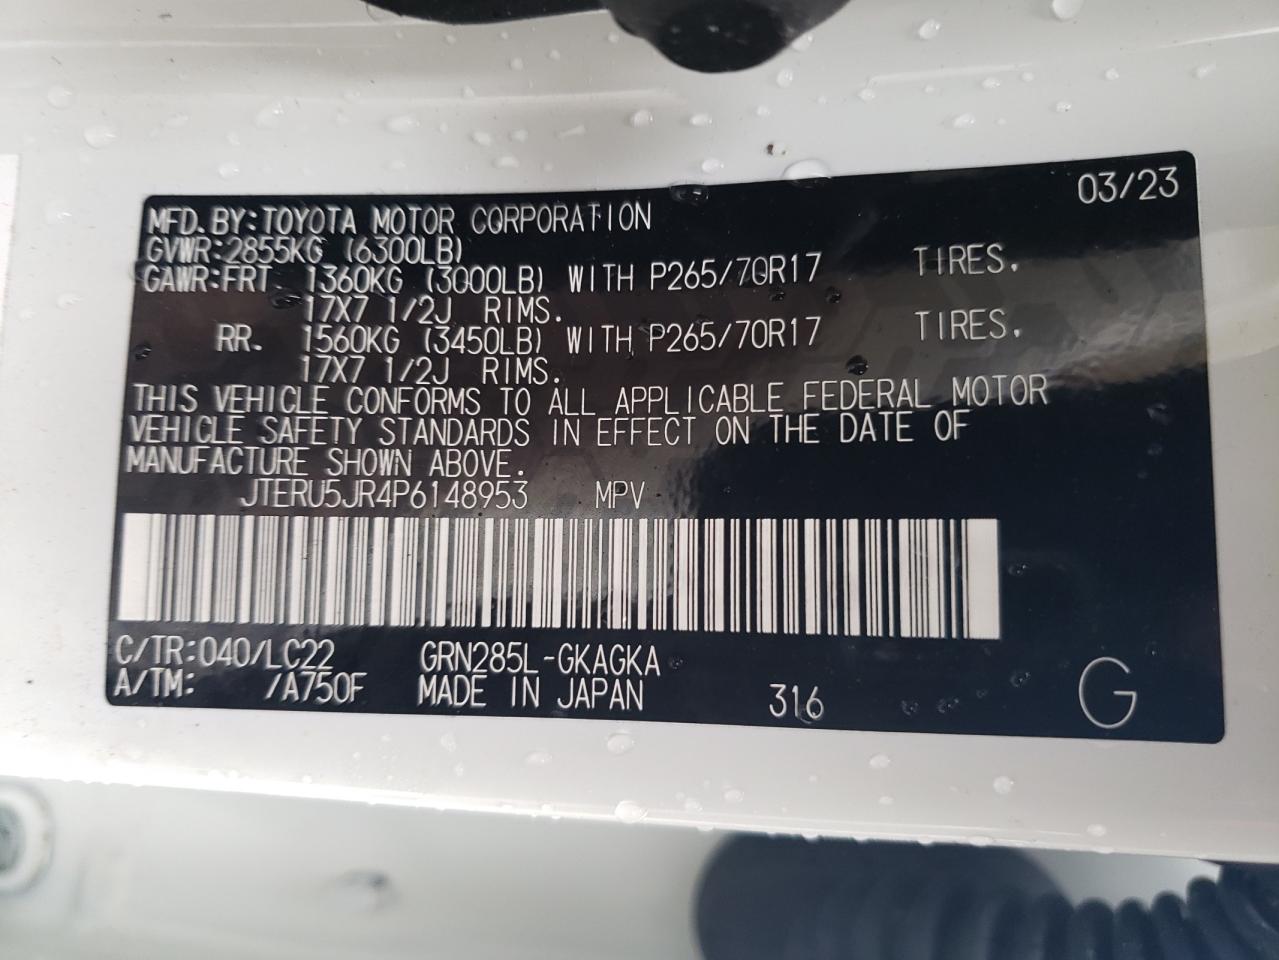 03/23
MFD. BY: TOYOTA MOTOR CORPORATION
GVWR: 2855KG (6300LB)
GAWR: FRT. 1360KG (3000LB) WITH P265/70R17 TIRES.
17X7 1/2J RIMS.
RR. 1560KG (3450LB) WITH P265/70R17 TIRES.
17X7 1/2J RIMS.
THIS VEHICLE CONFORMS TO ALL APPLICABLE FEDERAL MOTOR
VEHICLE SAFETY STANDARDS IN EFFECT ON THE DATE OF
MANUFACTURE SHOWN ABOVE.
JTERU5JR4P6148953 MPV
C/TR: 040/LC22 GRN285L-GKAGKA
A/TM: /A750F MADE IN JAPAN 316 G